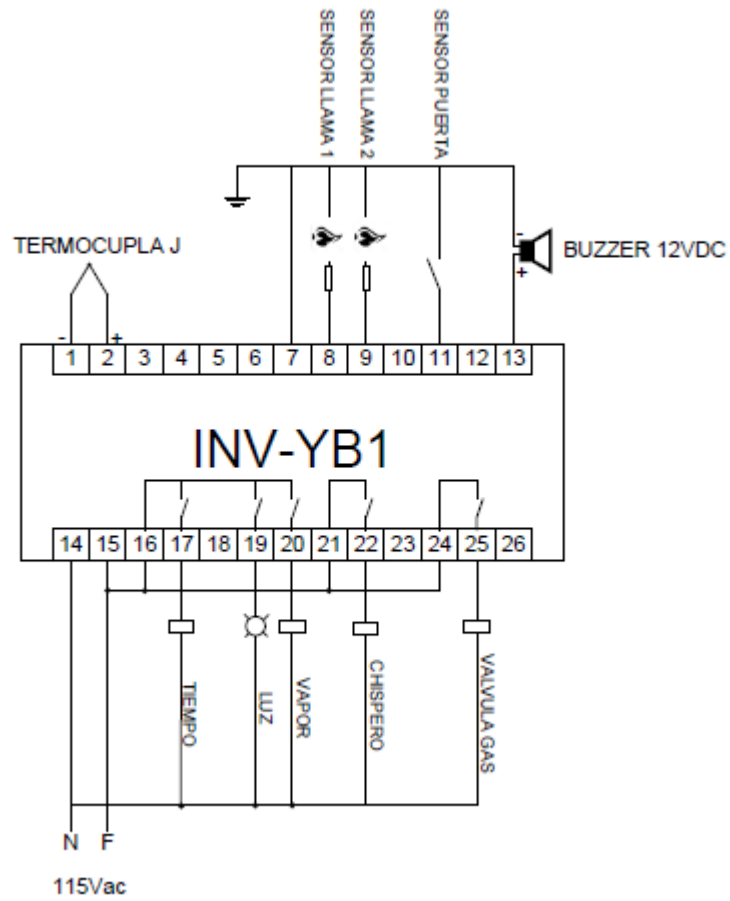 SENSOR LLAMA 1
SENSOR LLAMA 2
SENSOR PUERTA
TERMOCUPLA J
- +
-
+
BUZZER 12VDC
1 2 3 4 5 6 7 8 9 10 11 12 13
INV-YB1
14 15 16 17 18 19 20 21 22 23 24 25 26
TIEMPO
LUZ
VAPOR
CHISPERO
VALVULA GAS
N F
115Vac